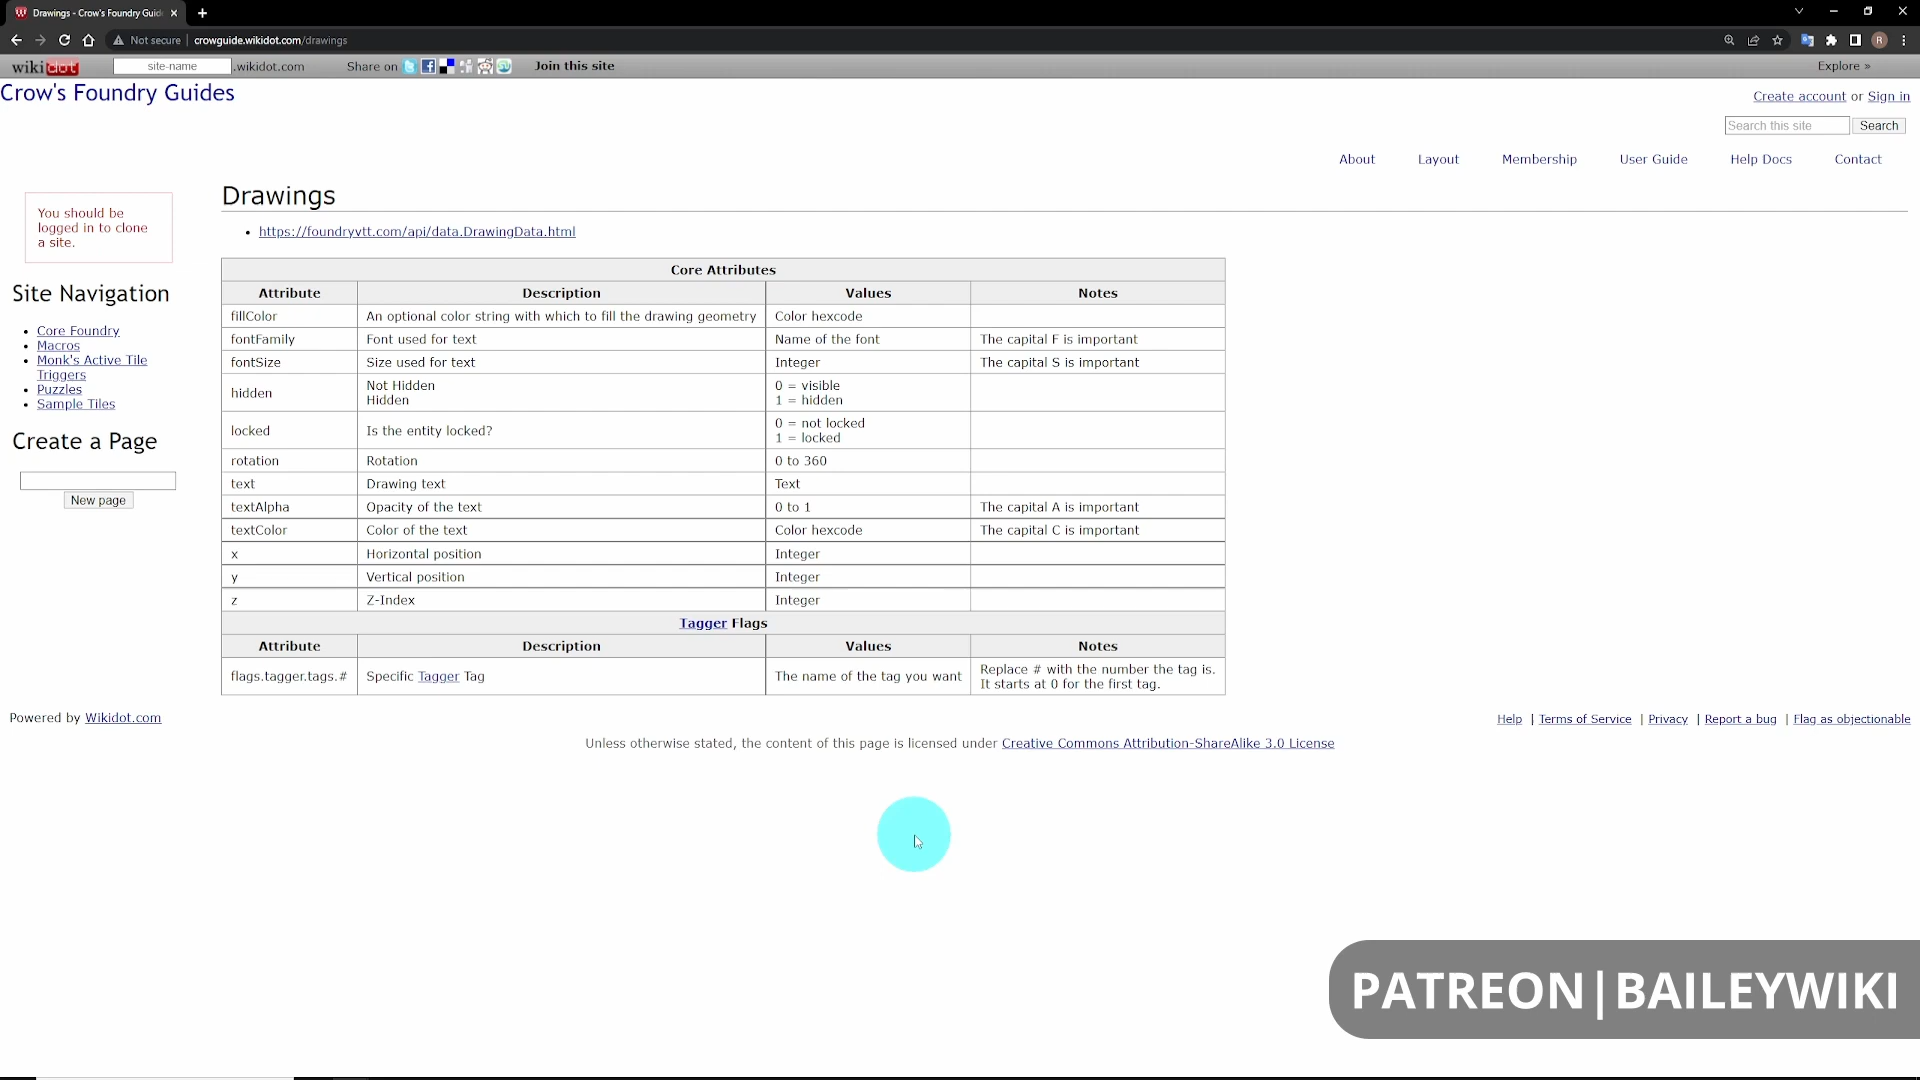 Drawings - Crow's Foundry Guid
Not secure
crowguide.wikidot.com/drawings
R
wikidot
site-name
.wikidot.com
Share on
Join this site
Explore »
Crow's Foundry Guides
Create account or Sign in
Search this site
Search
About
Layout
Membership
User Guide
Help Docs
Contact
You should be
logged in to clone
a site.
Site Navigation
Core Foundry
Macros
Monk's Active Tile
Triggers
Puzzles
Sample Tiles
Create a Page
New page
Drawings
https://foundryvtt.com/api/data.DrawingData.html
Core Attributes
Attribute Description Values Notes
fillColor An optional color string with which to fill the drawing geometry Color hexcode
fontFamily Font used for text Name of the font The capital F is important
fontSize Size used for text Integer The capital S is important
hidden Not Hidden
Hidden 0 = visible
1 = hidden
locked Is the entity locked? 0 = not locked
1 = locked
rotation Rotation 0 to 360
text Drawing text Text
textAlpha Opacity of the text 0 to 1 The capital A is important
textColor Color of the text Color hexcode The capital C is important
x Horizontal position Integer
y Vertical position Integer
z Z-Index Integer
Tagger Flags
Attribute Description Values Notes
flags.tagger.tags.# Specific Tagger Tag The name of the tag you want Replace # with the number the tag is.
It starts at 0 for the first tag.
Powered by Wikidot.com
Help | Terms of Service | Privacy | Report a bug | Flag as objectionable
Unless otherwise stated, the content of this page is licensed under Creative Commons Attribution-ShareAlike 3.0 License
PATREON|BAILEYWIKI